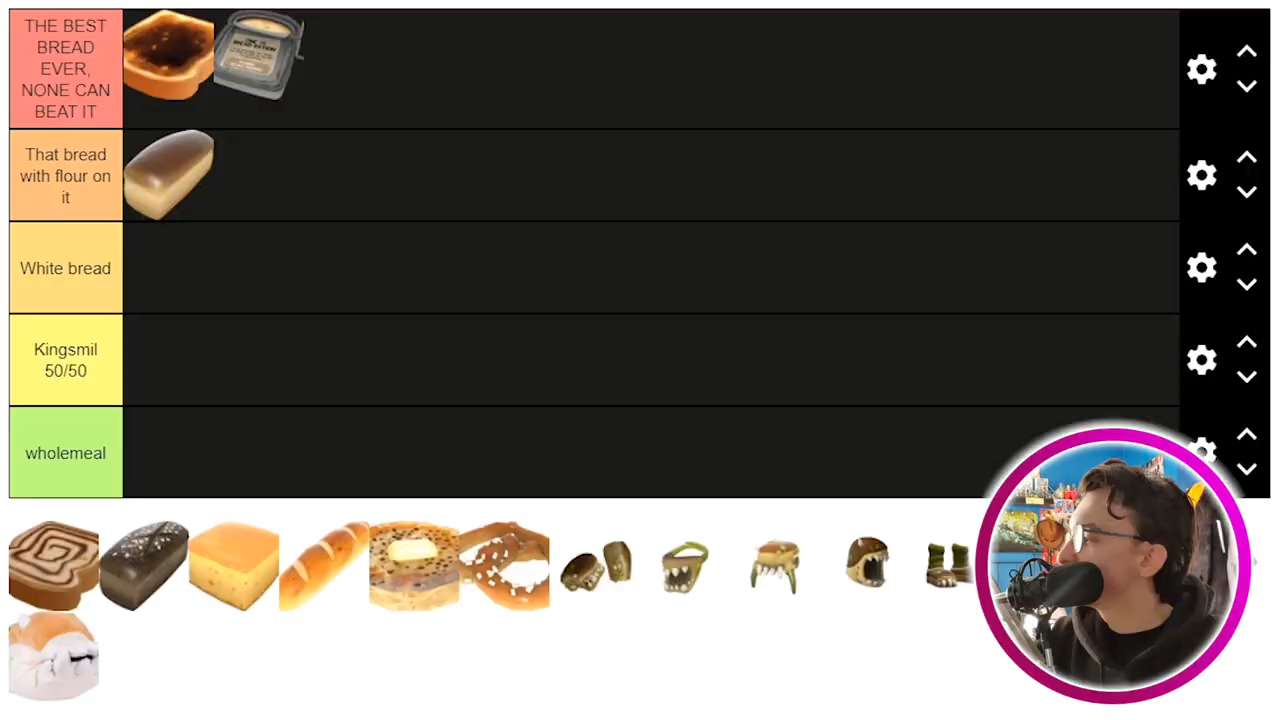 THE BEST
BREAD
EVER,
NONE CAN
BEAT IT
That bread
with flour on
it
White bread
Kingsmil
50/50
wholemeal